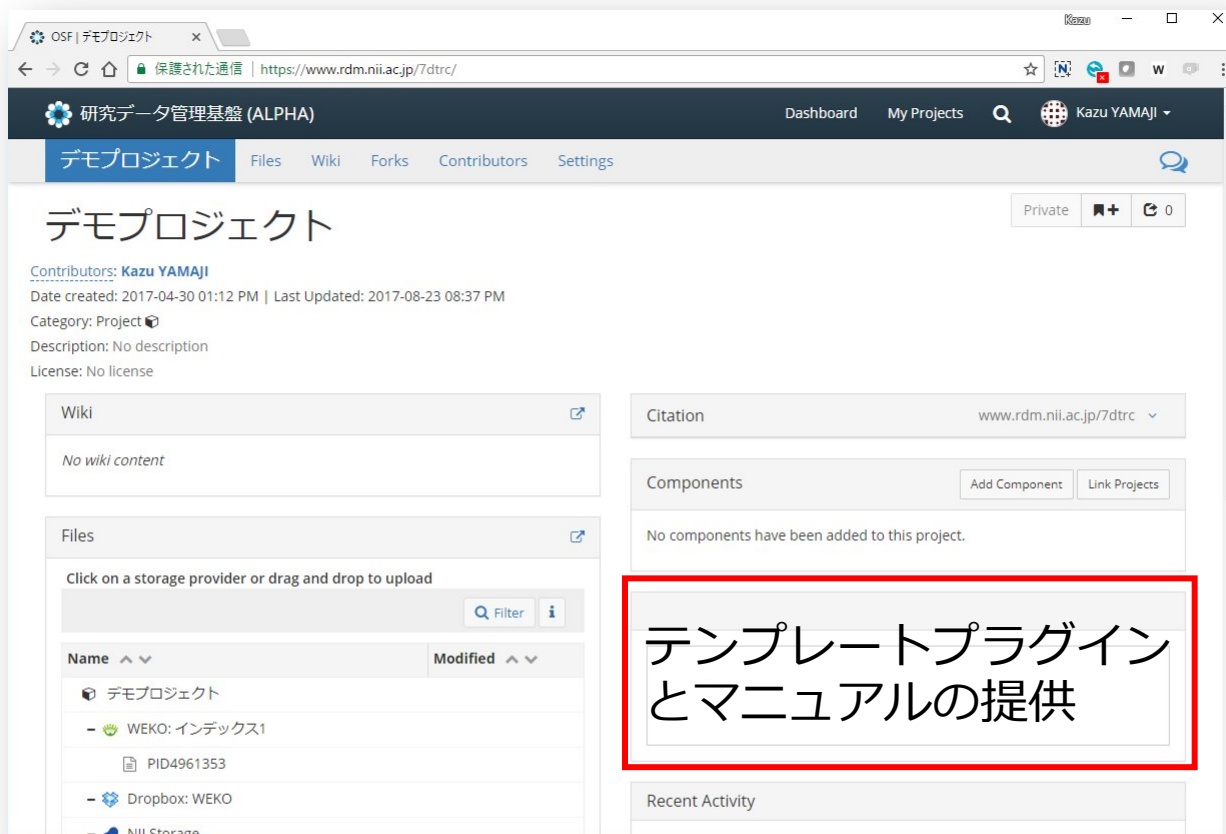 Kazu
OSF | デモプロジェクト
保護された通信 | https://www.rdm.nii.ac.jp/7dtrc/
研究データ管理基盤 (ALPHA)
Dashboard My Projects Kazu YAMAJI
デモプロジェクト Files Wiki Forks Contributors Settings
デモプロジェクト
Private 0
Contributors: Kazu YAMAJI
Date created: 2017-04-30 01:12 PM | Last Updated: 2017-08-23 08:37 PM
Category: Project
Description: No description
License: No license
Wiki
No wiki content
Files
Click on a storage provider or drag and drop to upload
Filter
Name Modified
デモプロジェクト
WEKO: インデックス1
PID4961353
Dropbox: WEKO
NII Storage
Citation www.rdm.nii.ac.jp/7dtrc
Components Add Component Link Projects
No components have been added to this project.
テンプレートプラグイン
とマニュアルの提供
Recent Activity